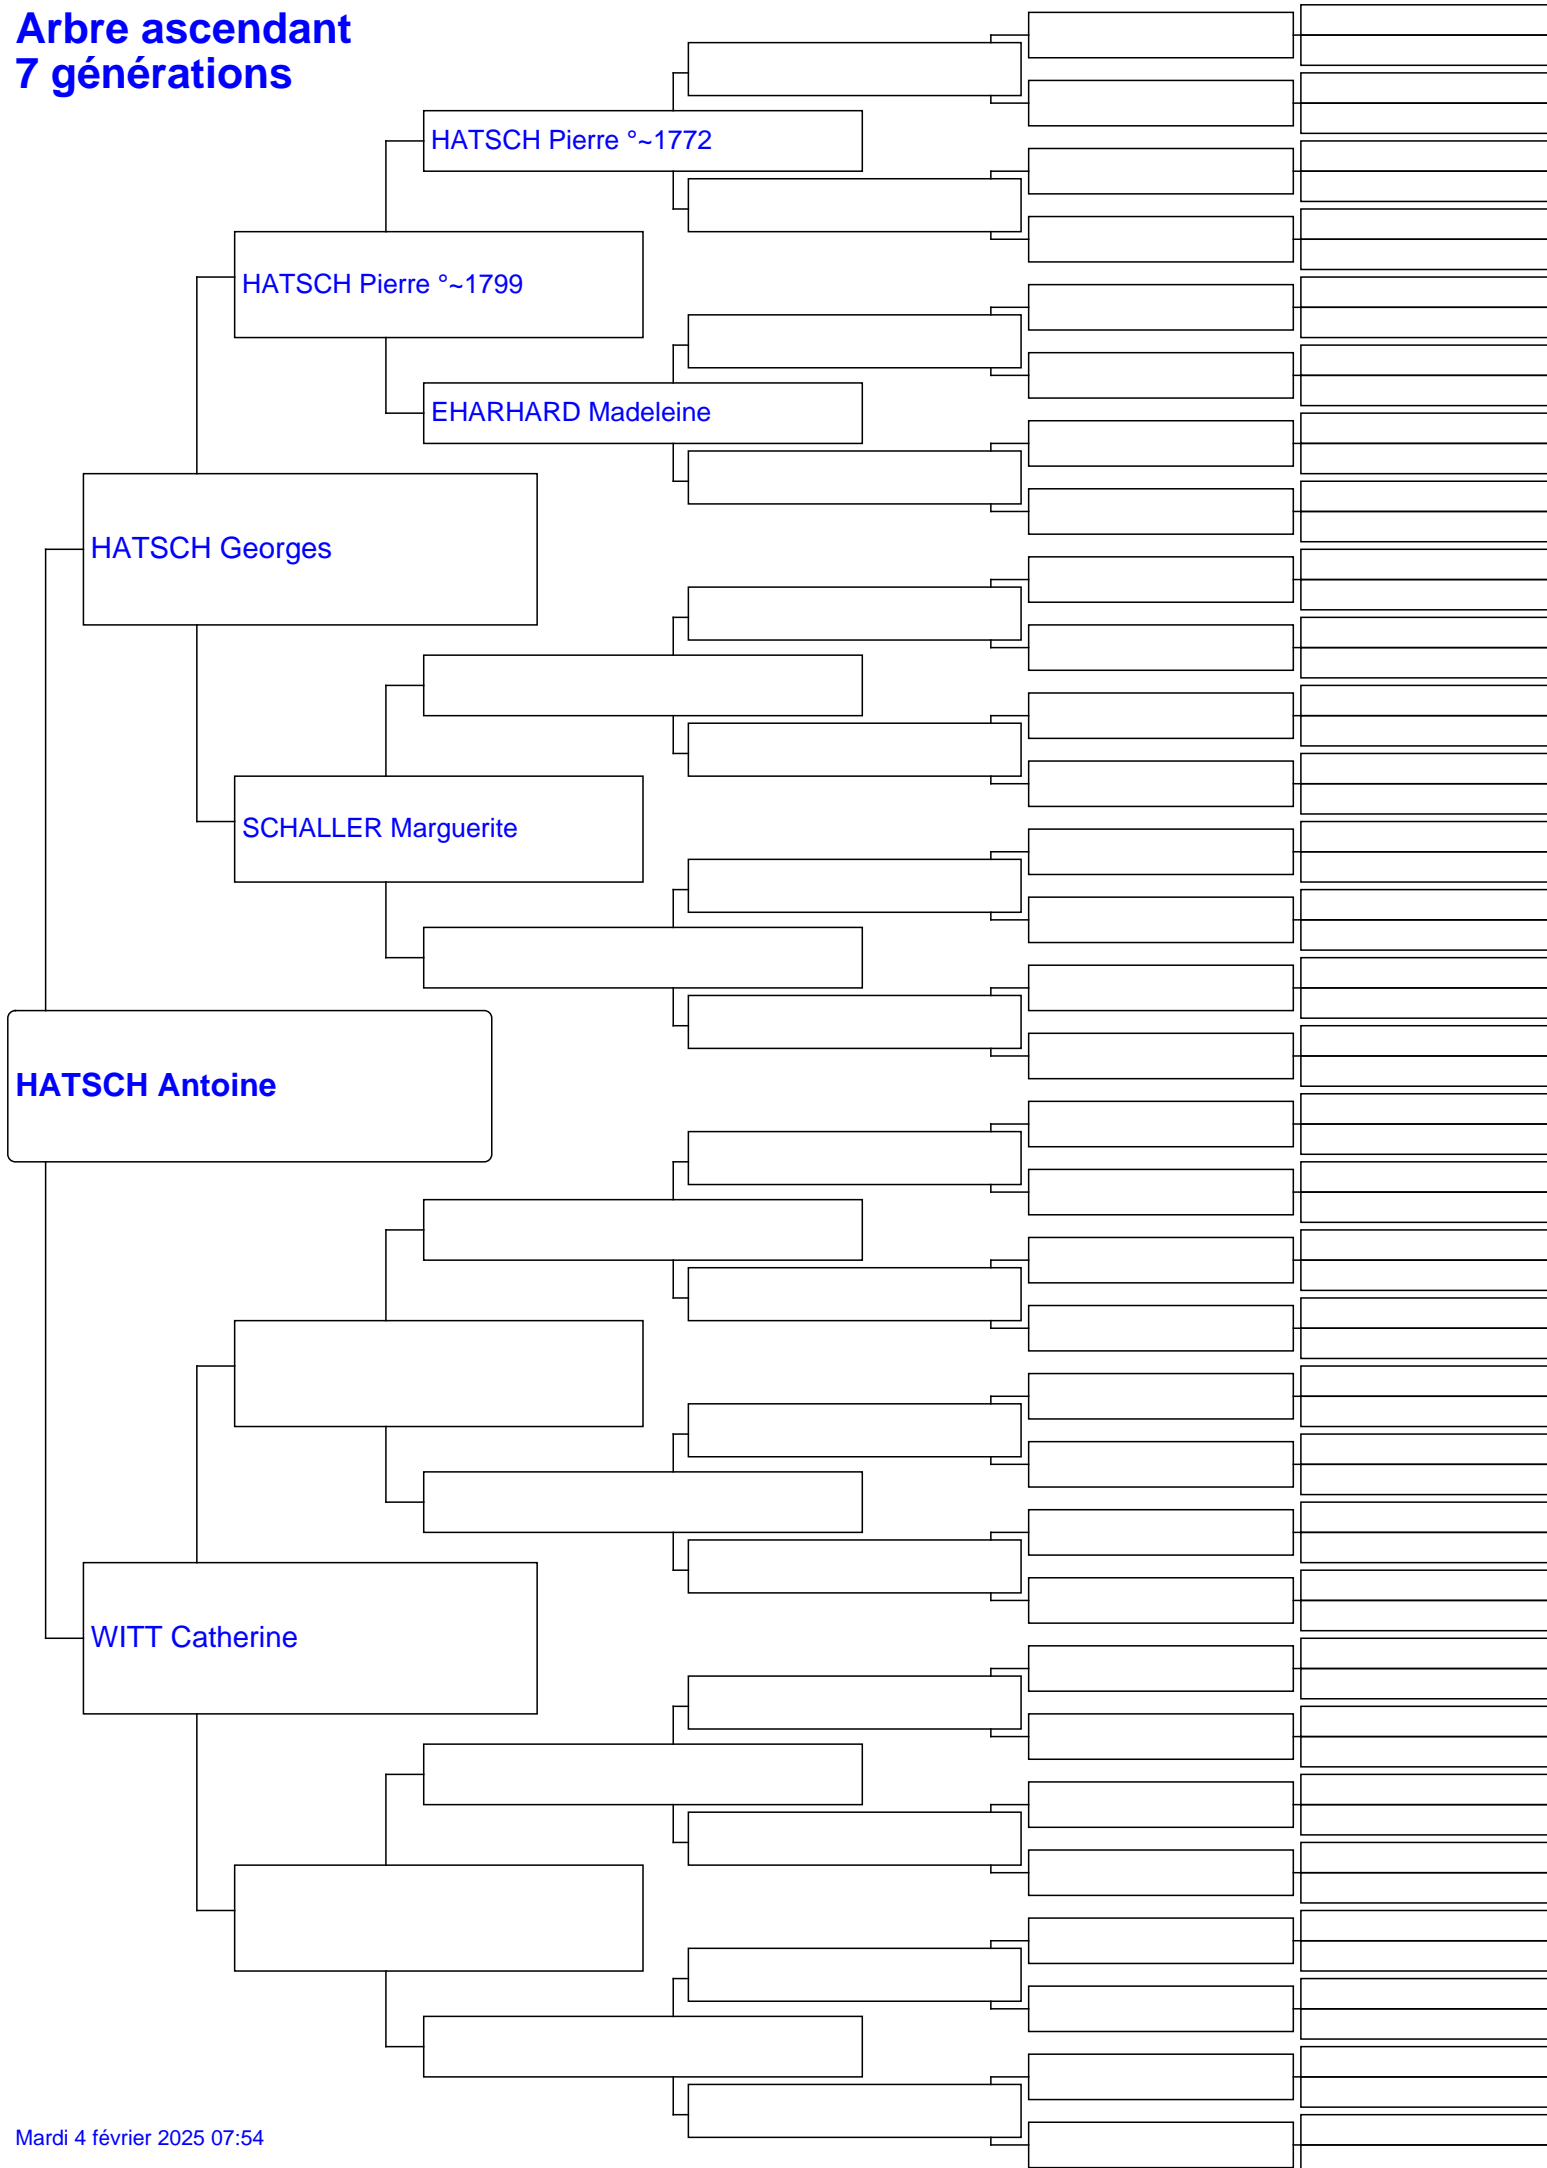 Arbre ascendant
7 générations
HATSCH Pierre °~1772
HATSCH Pierre °~1799
EHARHARD Madeleine
HATSCH Georges
SCHALLER Marguerite
HATSCH Antoine
WITT Catherine
Mardi 4 février 2025 07:54